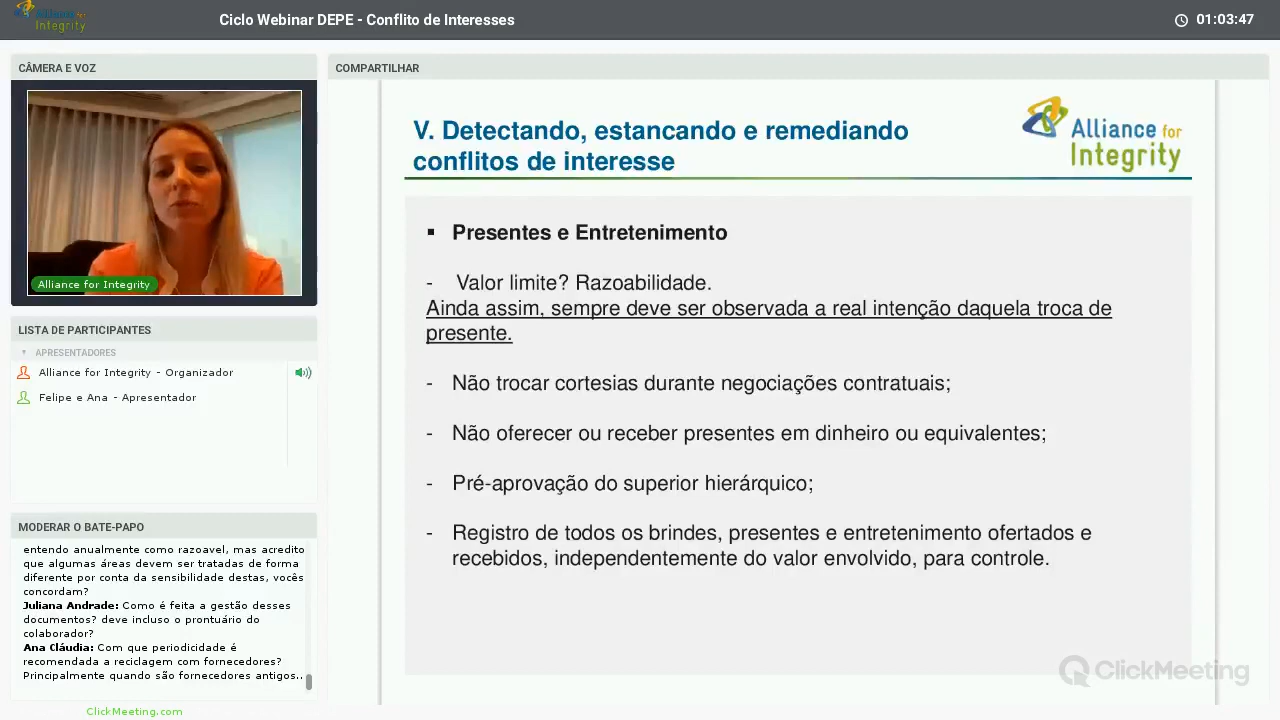 Alliance for
Integrity
Ciclo Webinar DEPE - Conflito de Interesses
01:03:47
CÂMERA E VOZ
Alliance for Integrity
LISTA DE PARTICIPANTES
APRESENTADORES
Alliance for Integrity - Organizador
Felipe e Ana - Apresentador
MODERAR O BATE-PAPO
entendo anualmente como razoavel, mas acredito
que algumas áreas devem ser tratadas de forma
diferente por conta da sensibilidade destas, vocês
concordam?
Juliana Andrade: Como é feita a gestão desses
documentos? deve incluso o prontuário do
colaborador?
Ana Cláudia: Com que periodicidade é
recomendada a reciclagem com fornecedores?
Principalmente quando são fornecedores antigos..
ClickMeeting.com
COMPARTILHAR
V. Detectando, estancando e remediando
conflitos de interesse
Alliance for
Integrity
▪ Presentes e Entretenimento
- Valor limite? Razoabilidade.
Ainda assim, sempre deve ser observada a real intenção daquela troca de
presente.
- Não trocar cortesias durante negociações contratuais;
- Não oferecer ou receber presentes em dinheiro ou equivalentes;
- Pré-aprovação do superior hierárquico;
- Registro de todos os brindes, presentes e entretenimento ofertados e
recebidos, independentemente do valor envolvido, para controle.
ClickMeeting